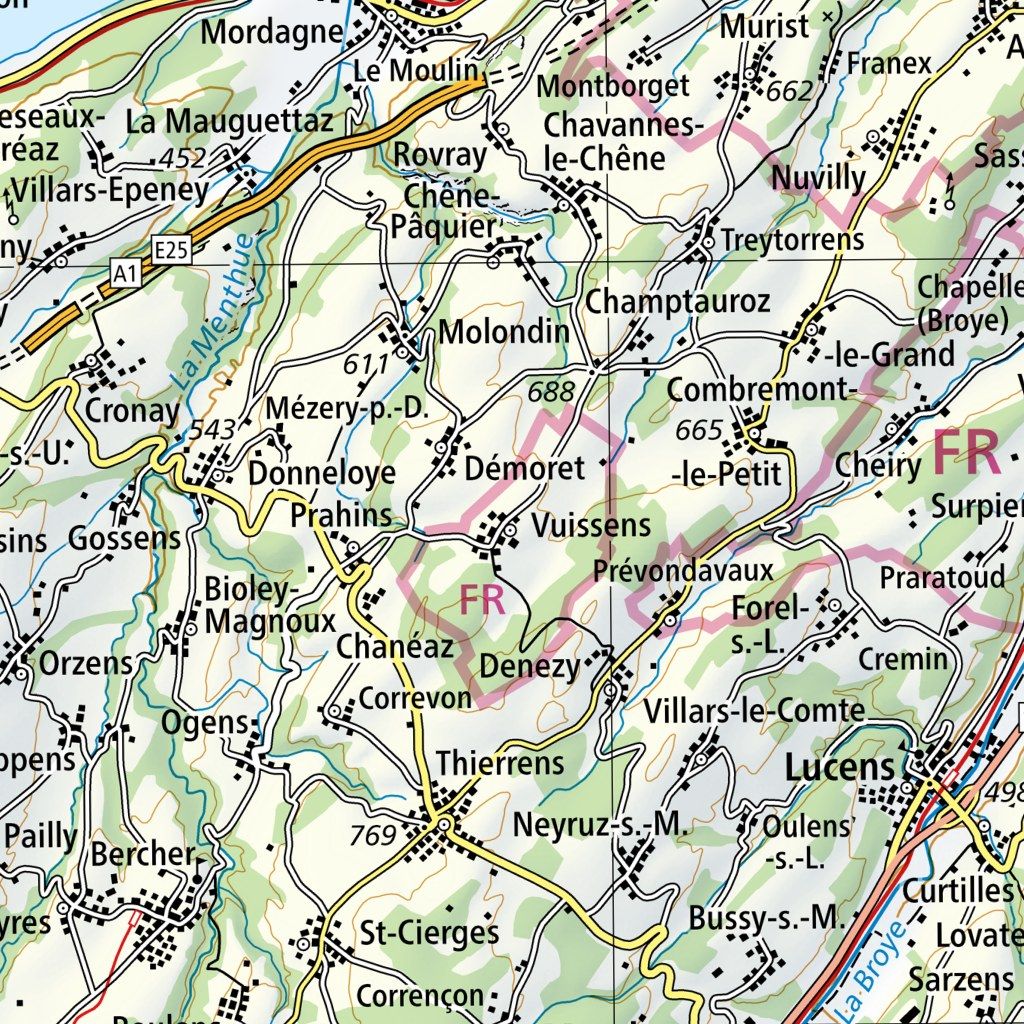 Mordagne
Murist
Le Moulin
Franex
Montborget
662
La Mauguettaz
Chavannes-
le-Chêne
452
Rovray
Villars-Epeney
Chêne-
Pâquier
Nuvilly
E25
A1
Treytorrens
La Menthue
Chapelle
(Broye)
Champtauroz
Molondin
611
-le-Grand
688
Combremont-
Cronay
Mézery-p.-D.
543
665
FR
-s.-U.
Donneloye
Démoret
-le-Petit
Cheiry
Prahins
Vuissens
Gossens
Prévondavaux
Praratoud
Bioley-
Magnoux
FR
Forel-
s.-L.
Chanéaz
Orzens
Denezy
Cremin
Correvon
Ogens
Villars-le-Comte
Thierrens
Lucens
498
Pailly
769
Neyruz-s.-M.
Oulens
-s.-L.
Bercher
Curtilles
Bussy-s.-M.
St-Cierges
La Broye
Sarzens
Corrençon